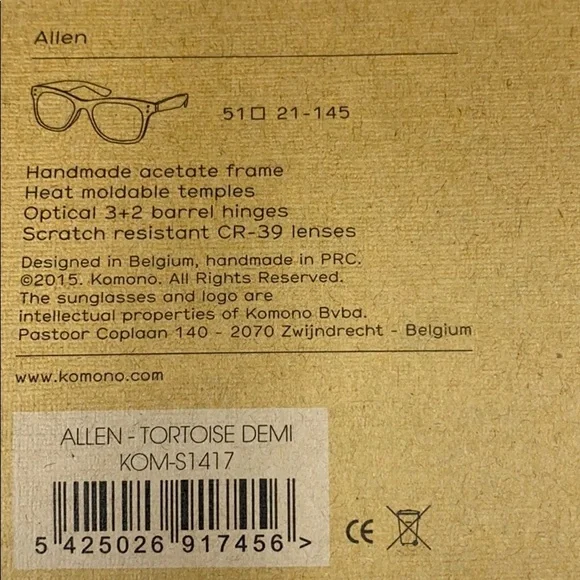 Allen
51□ 21-145
Handmade acetate frame
Heat moldable temples
Optical 3+2 barrel hinges
Scratch resistant CR-39 lenses
Designed in Belgium, handmade in PRC.
©2015. Komono. All Rights Reserved.
The sunglasses and logo are
intellectual properties of Komono Bvba.
Pastoor Coplaan 140 - 2070 Zwijndrecht - Belgium
www.komono.com
ALLEN - TORTOISE DEMI
KOM-S1417
5 425026 917456 >
CE